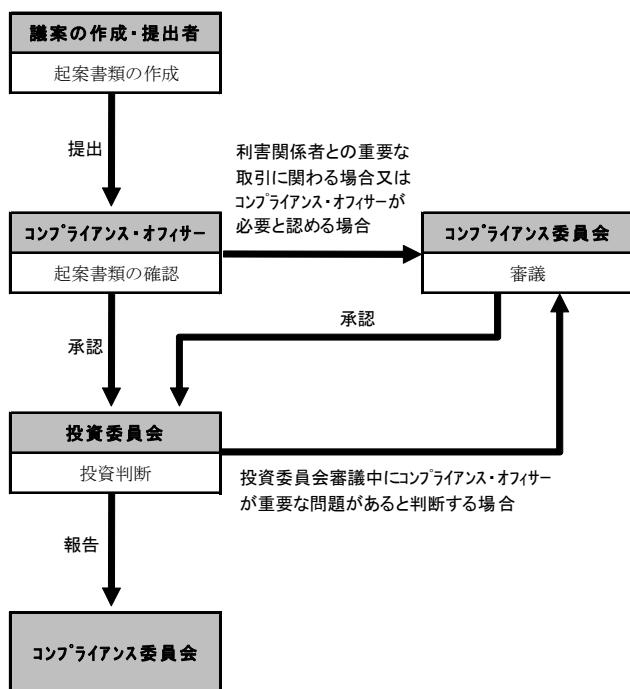 議案の作成・提出者
起案書類の作成
提出
利害関係者との重要な
取引に関わる場合又は
ｺﾝﾌﾟﾗｲｱﾝｽ・ｵﾌｨｻｰが
必要と認める場合
ｺﾝﾌﾟﾗｲｱﾝｽ・ｵﾌｨｻｰ
起案書類の確認
ｺﾝﾌﾟﾗｲｱﾝｽ委員会
審議
承認
承認
投資委員会
投資判断
投資委員会審議中にｺﾝﾌﾟﾗｲｱﾝｽ・ｵﾌｨｻｰ
が重要な問題があると判断する場合
報告
ｺﾝﾌﾟﾗｲｱﾝｽ委員会